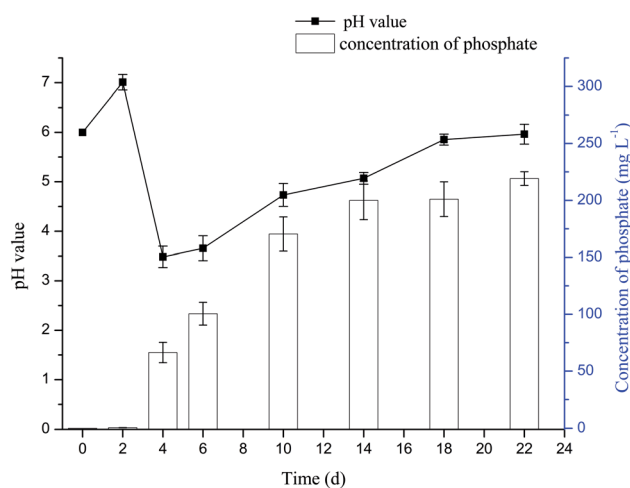 pH value
concentration of phosphate
7
6
5
4
3
2
1
0
pH value
300
250
200
150
100
50
0
Concentration of phosphate (mg L⁻¹)
0 2 4 6 8 10 12 14 16 18 20 22 24
Time (d)